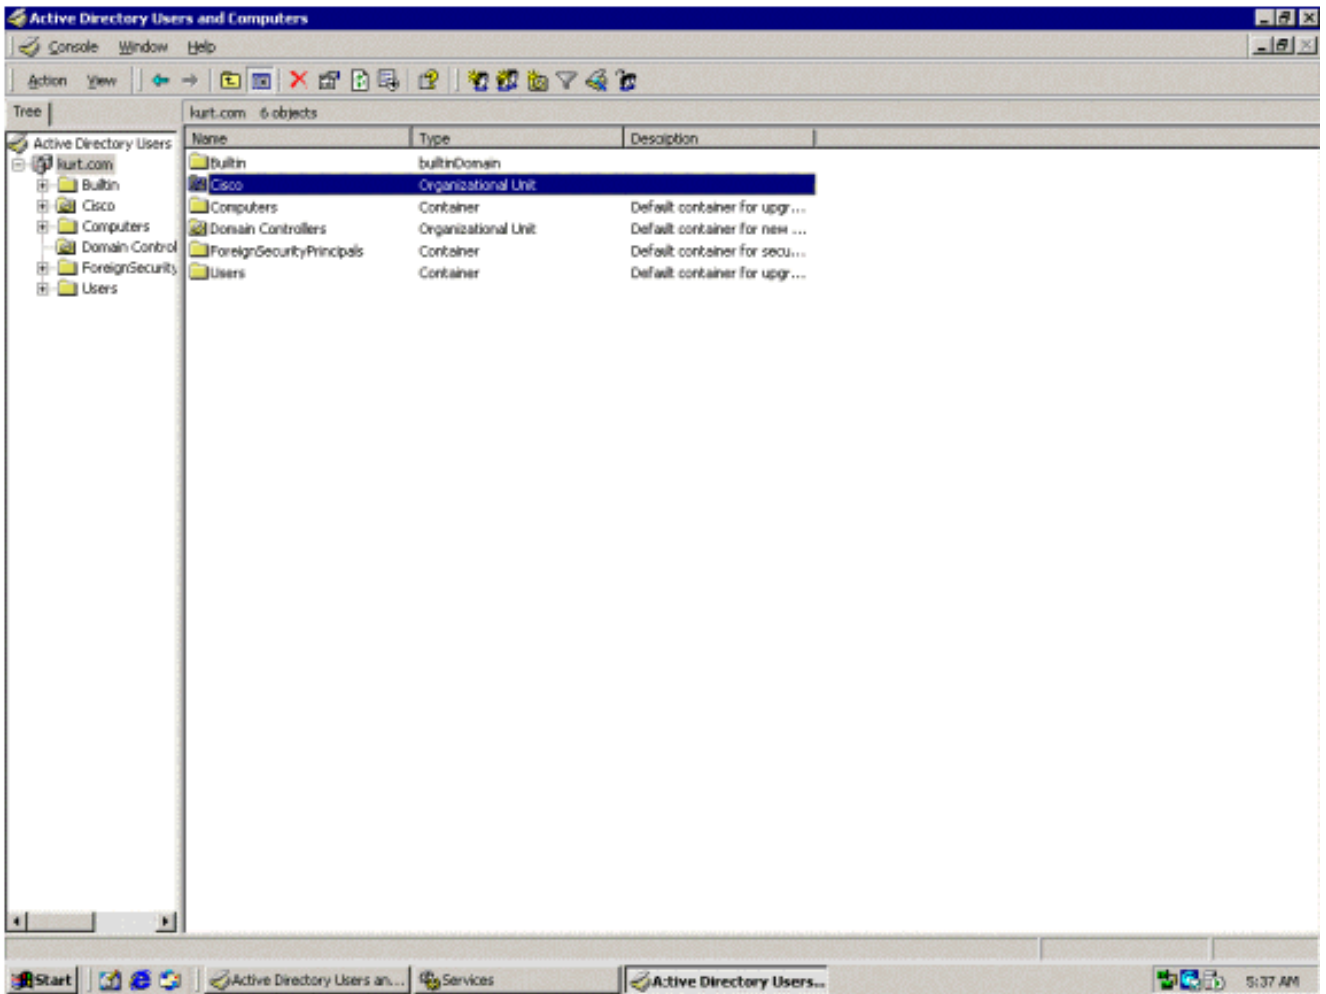 Active Directory Users and Computers
Console Window Help
Action View
Tree
kurt.com 6 objects
Active Directory Users
kurt.com
Builtin
Cisco
Computers
Domain Control
ForeignSecurity
Users
Name Type Description
Builtin builtinDomain
Cisco Organizational Unit
Computers Container Default container for upgr...
Domain Controllers Organizational Unit Default container for new ...
ForeignSecurityPrincipals Container Default container for secu...
Users Container Default container for upgr...
Start Active Directory Users an... Services Active Directory Users... 5:37 AM